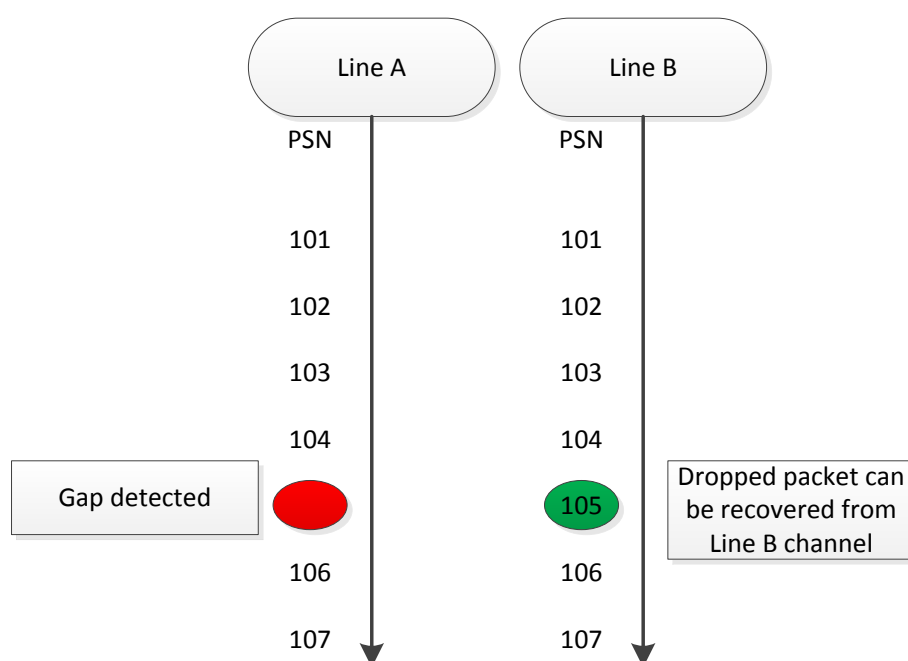 Line A
Line B
PSN
PSN
101
101
102
102
103
103
104
104
Gap detected
105
Dropped packet can
be recovered from
Line B channel
106
106
107
107